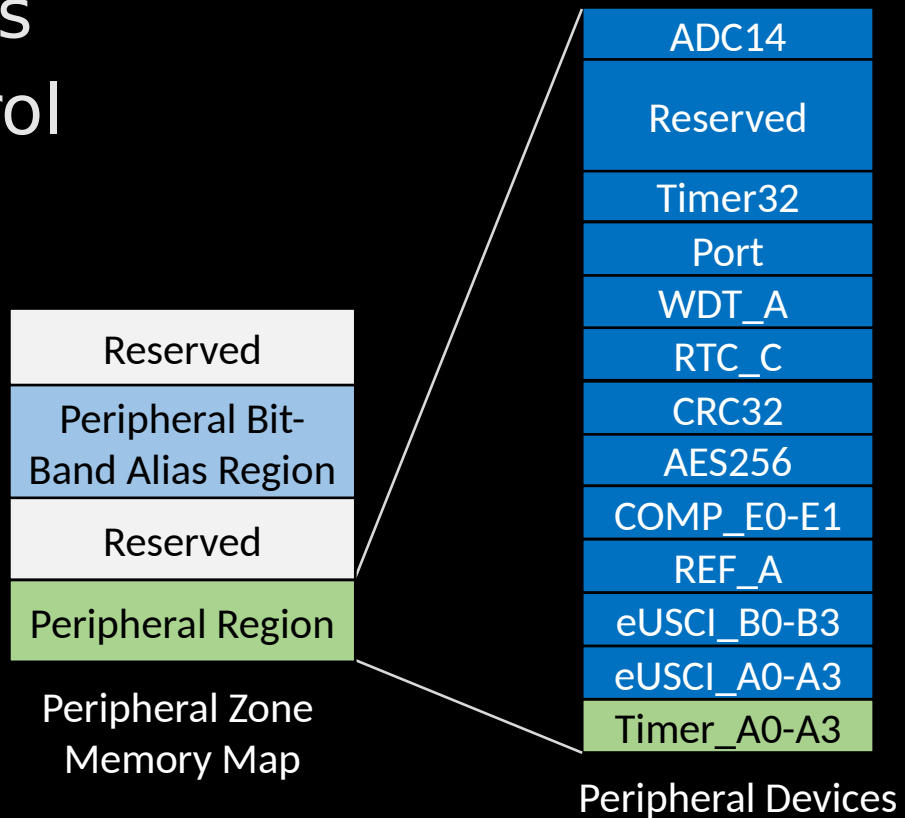 s
rol
Reserved
Peripheral Bit-
Band Alias Region
Reserved
Peripheral Region
Peripheral Zone
Memory Map
ADC14
Reserved
Timer32
Port
WDT_A
RTC_C
CRC32
AES256
COMP_E0-E1
REF_A
eUSCI_B0-B3
eUSCI_A0-A3
Timer_A0-A3
Peripheral Devices